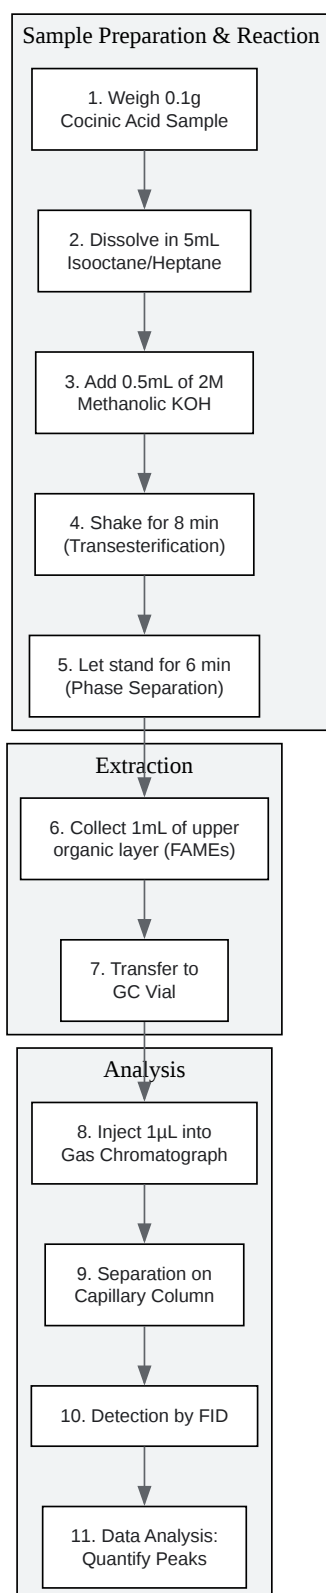 Sample Preparation & Reaction
1. Weigh 0.1g
Cocinic Acid Sample
2. Dissolve in 5mL
Isooctane/Heptane
3. Add 0.5mL of 2M
Methanolic KOH
4. Shake for 8 min
(Transesterification)
5. Let stand for 6 min
(Phase Separation)
Extraction
6. Collect 1mL of upper
organic layer (FAMEs)
7. Transfer to
GC Vial
Analysis
8. Inject 1µL into
Gas Chromatograph
9. Separation on
Capillary Column
10. Detection by FID
11. Data Analysis:
Quantify Peaks